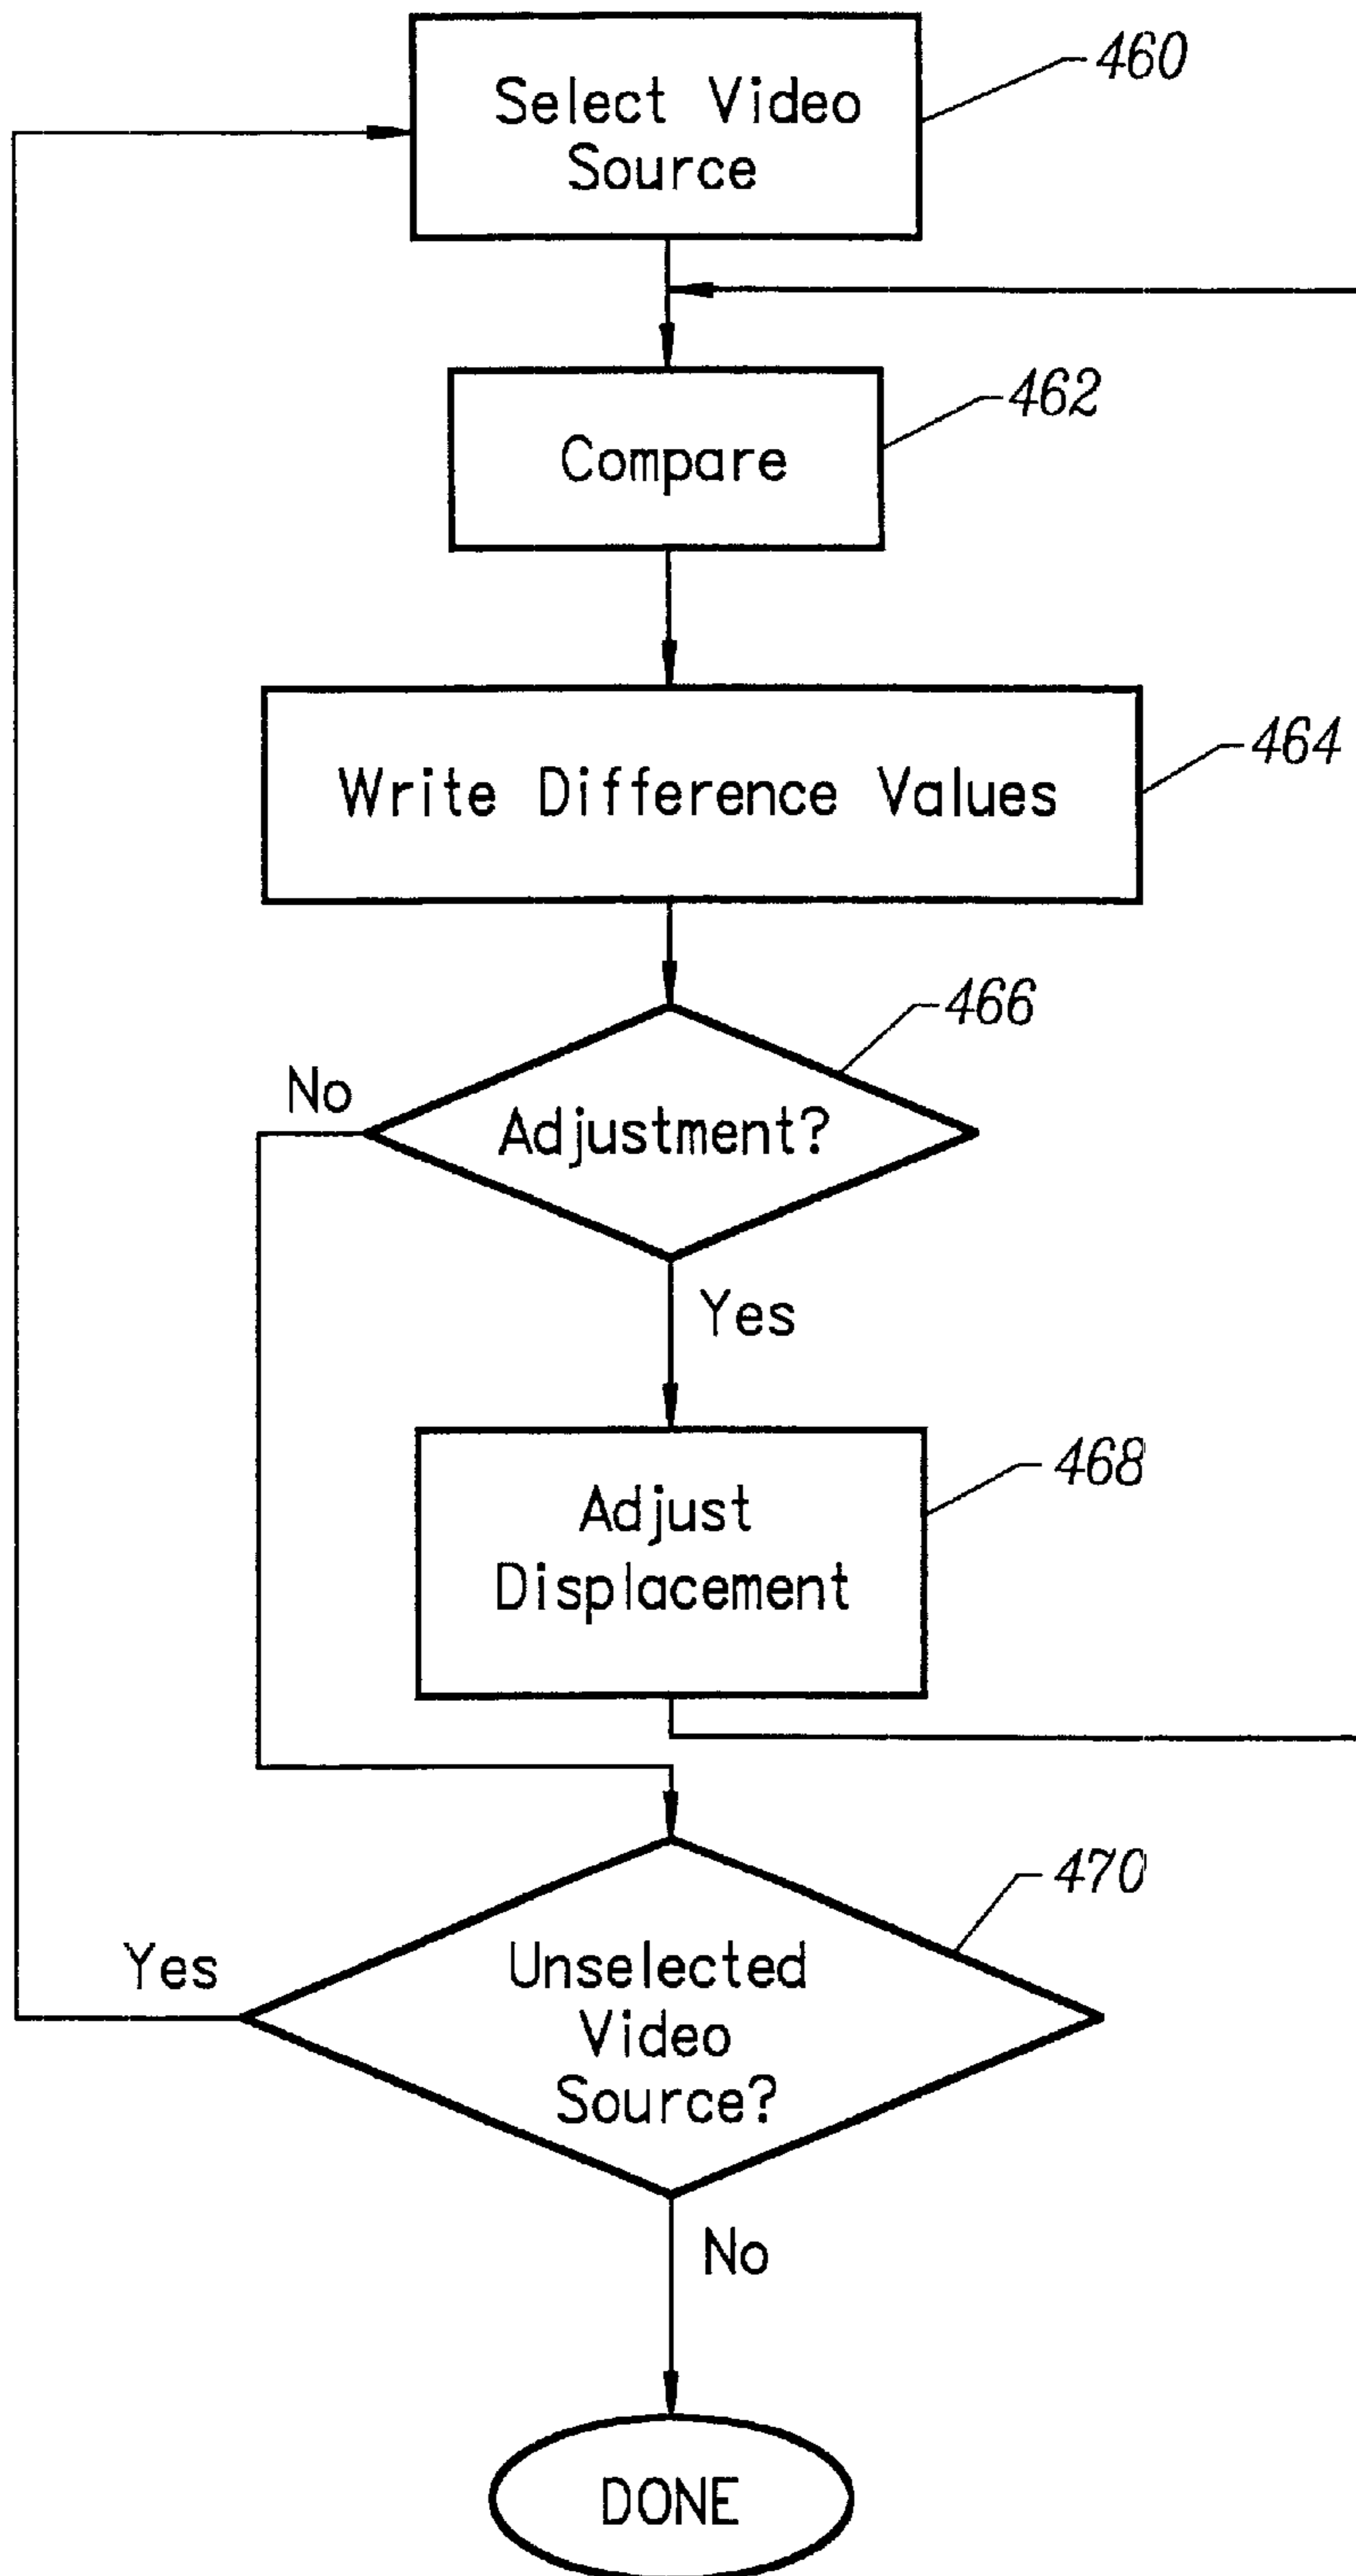 Select Video
Source
460
Compare
462
Write Difference Values
464
466
No
Adjustment?
Yes
Adjust
Displacement
468
470
Yes
Unselected
Video
Source?
No
DONE